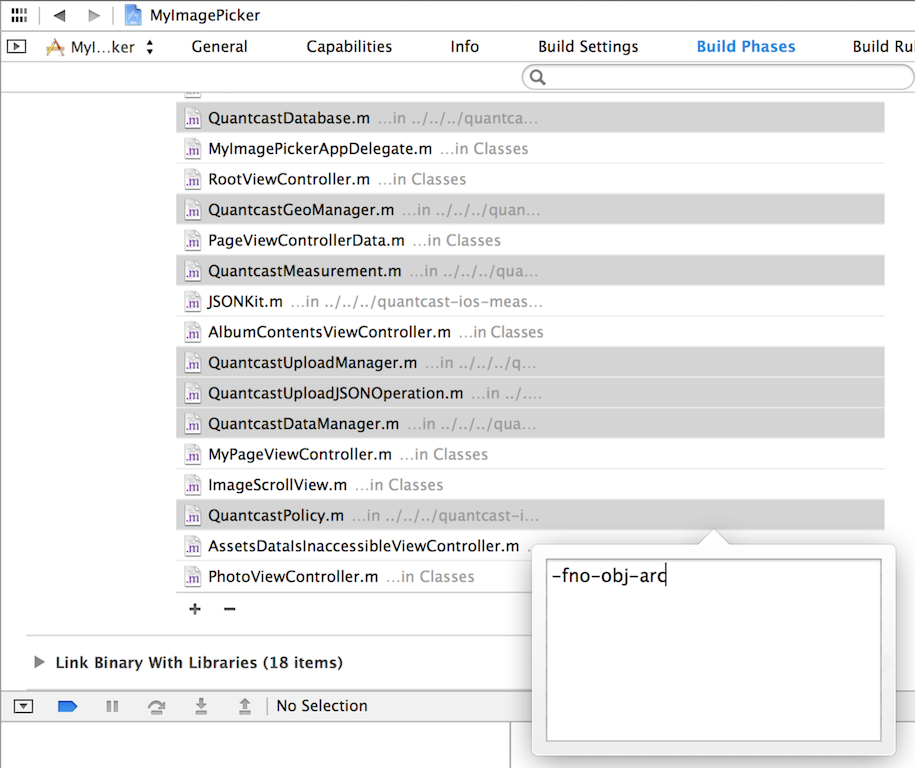 MyImagePicker
MyI...ker General Capabilities Info Build Settings Build Phases Build Ru
.m QuantcastDatabase.m ...in ../../../quantca...
.m MyImagePickerAppDelegate.m ...in Classes
.m RootViewController.m ...in Classes
.m QuantcastGeoManager.m ...in ../../../quan...
.m PageViewControllerData.m ...in Classes
.m QuantcastMeasurement.m ...in ../../../qua...
.m JSONKit.m ...in ../../../quantcast-ios-meas...
.m AlbumContentsViewController.m ...in Classes
.m QuantcastUploadManager.m ...in ../../../q...
.m QuantcastUploadJSONOperation.m ...in ../....
.m QuantcastDataManager.m ...in ../../../qua...
.m MyPageViewController.m ...in Classes
.m ImageScrollView.m ...in Classes
.m QuantcastPolicy.m ...in ../../../quantcast-i...
.m AssetsDataIsInaccessibleViewController.m
.m PhotoViewController.m ...in Classes
-fno-obj-arc
+ −
Link Binary With Libraries (18 items)
No Selection